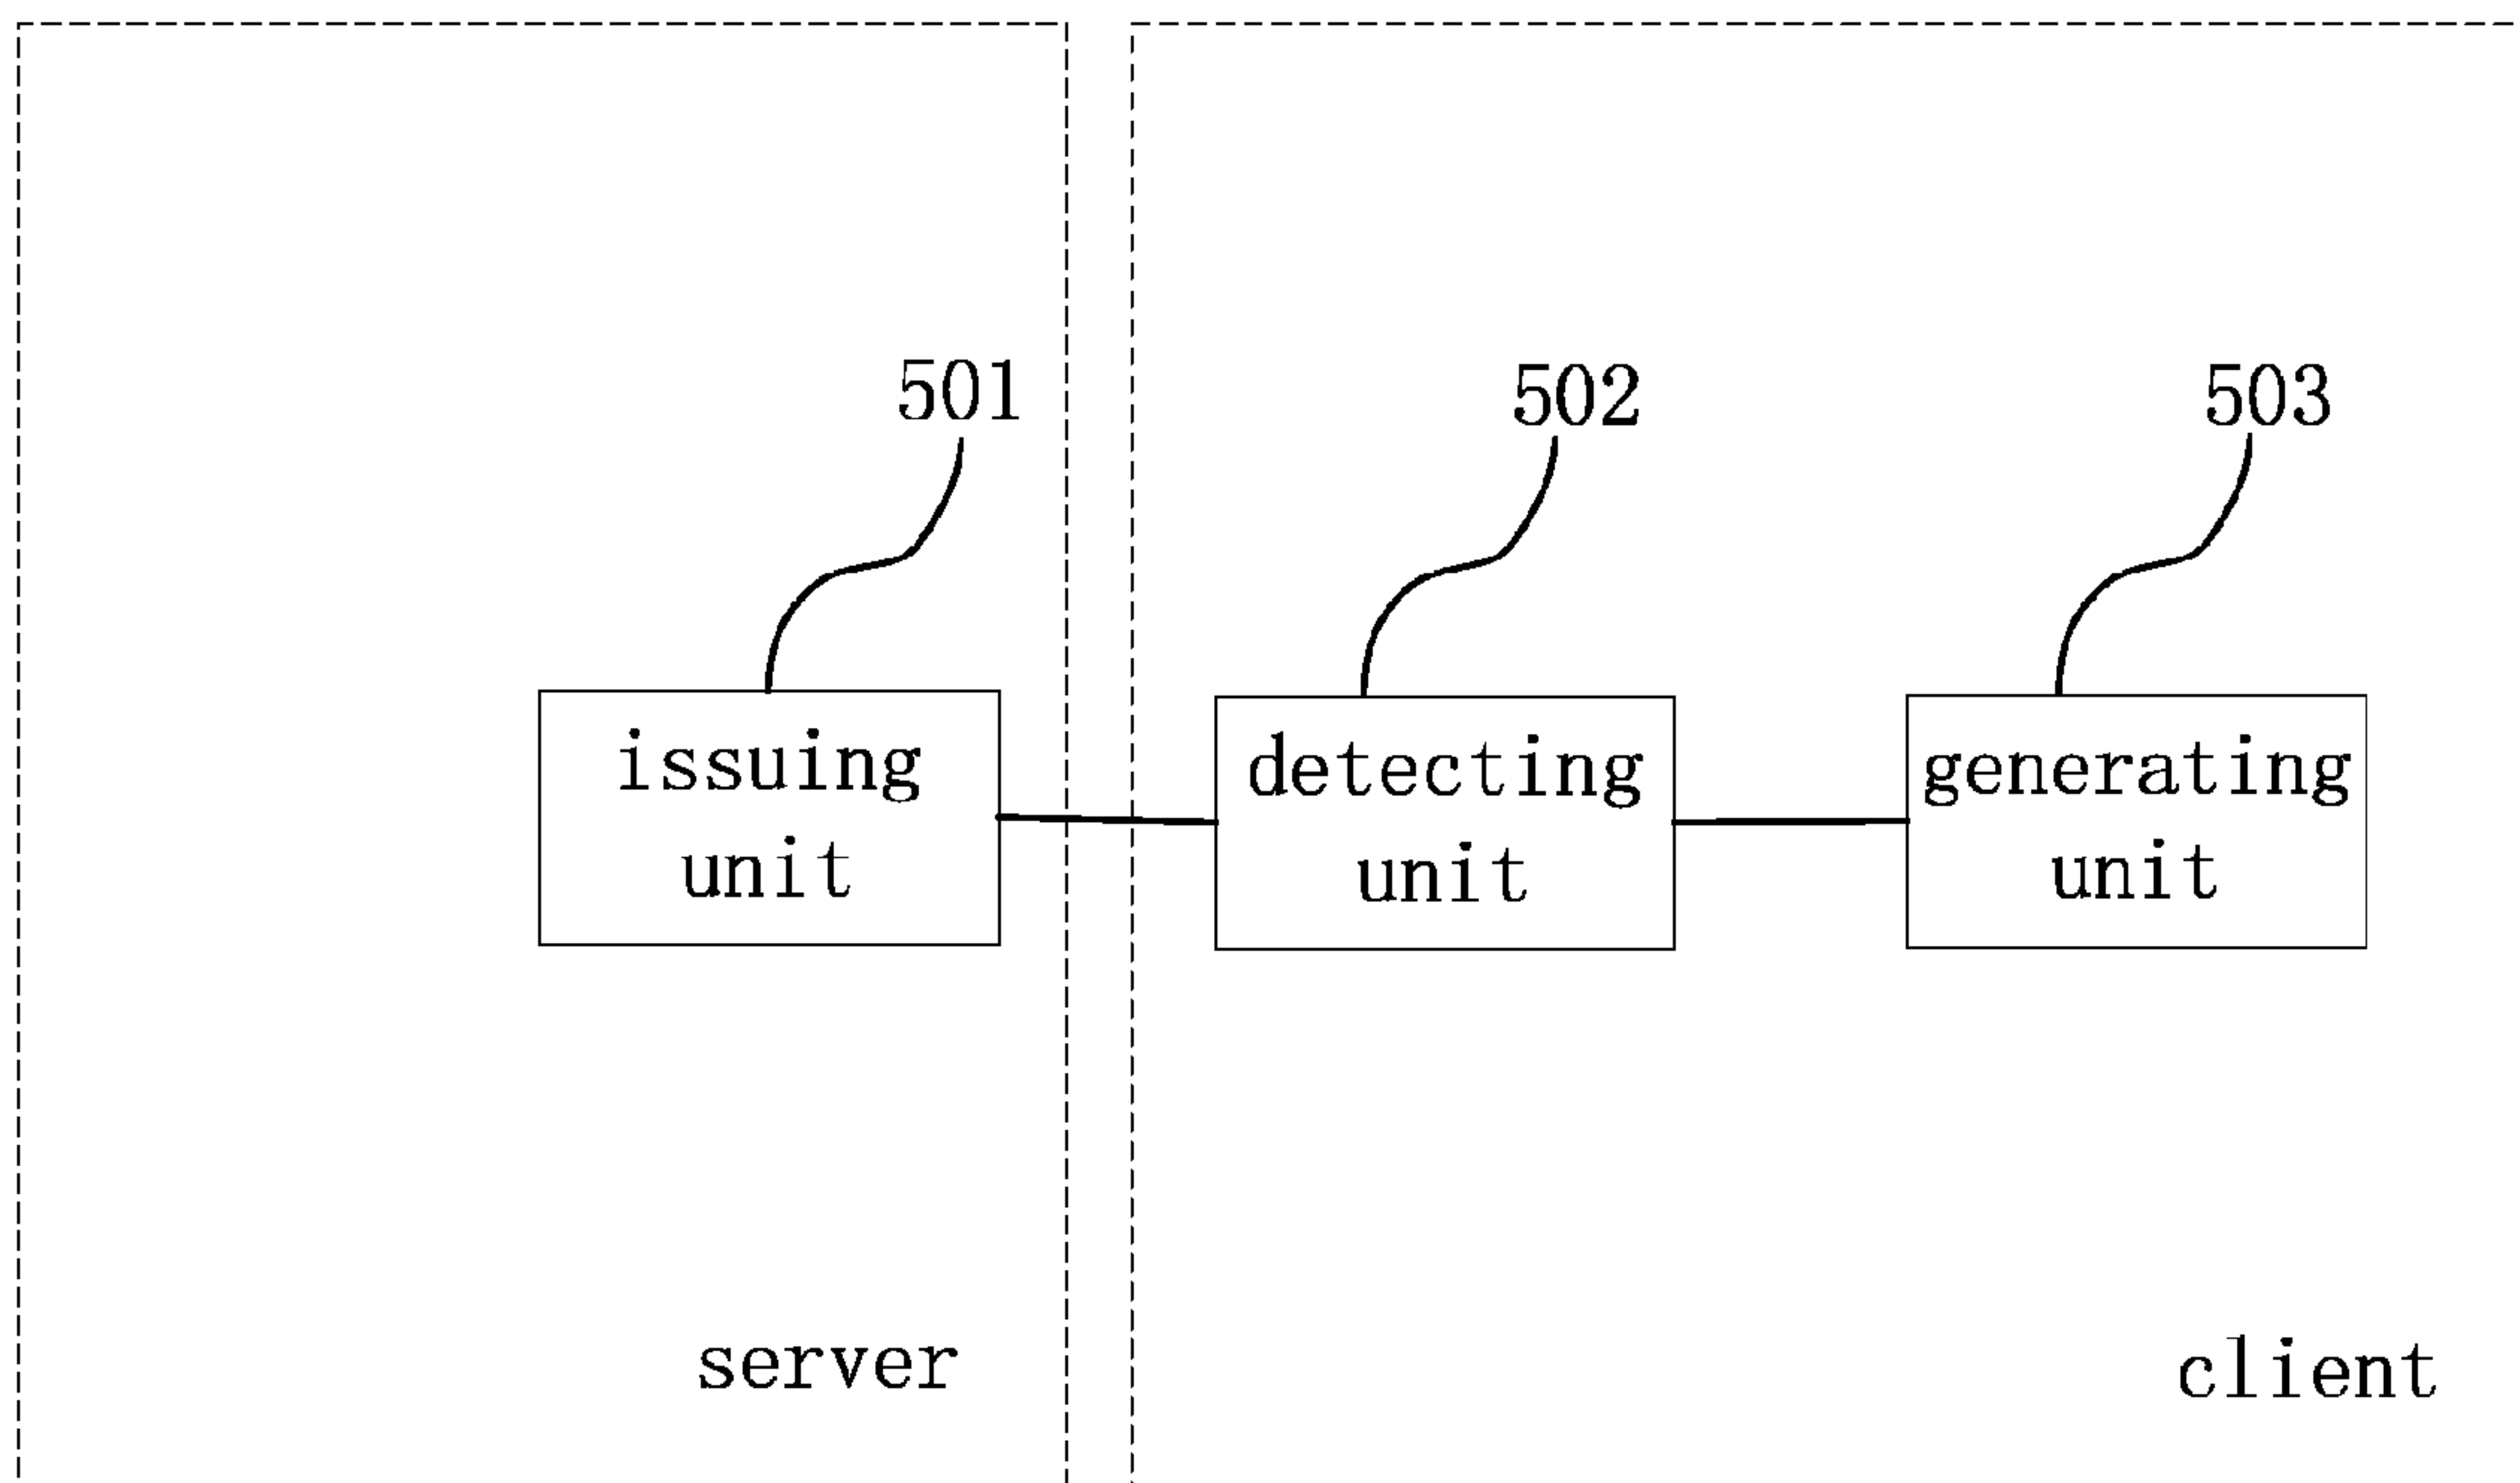 501
502
503
issuing
unit
detecting
unit
generating
unit
server
client